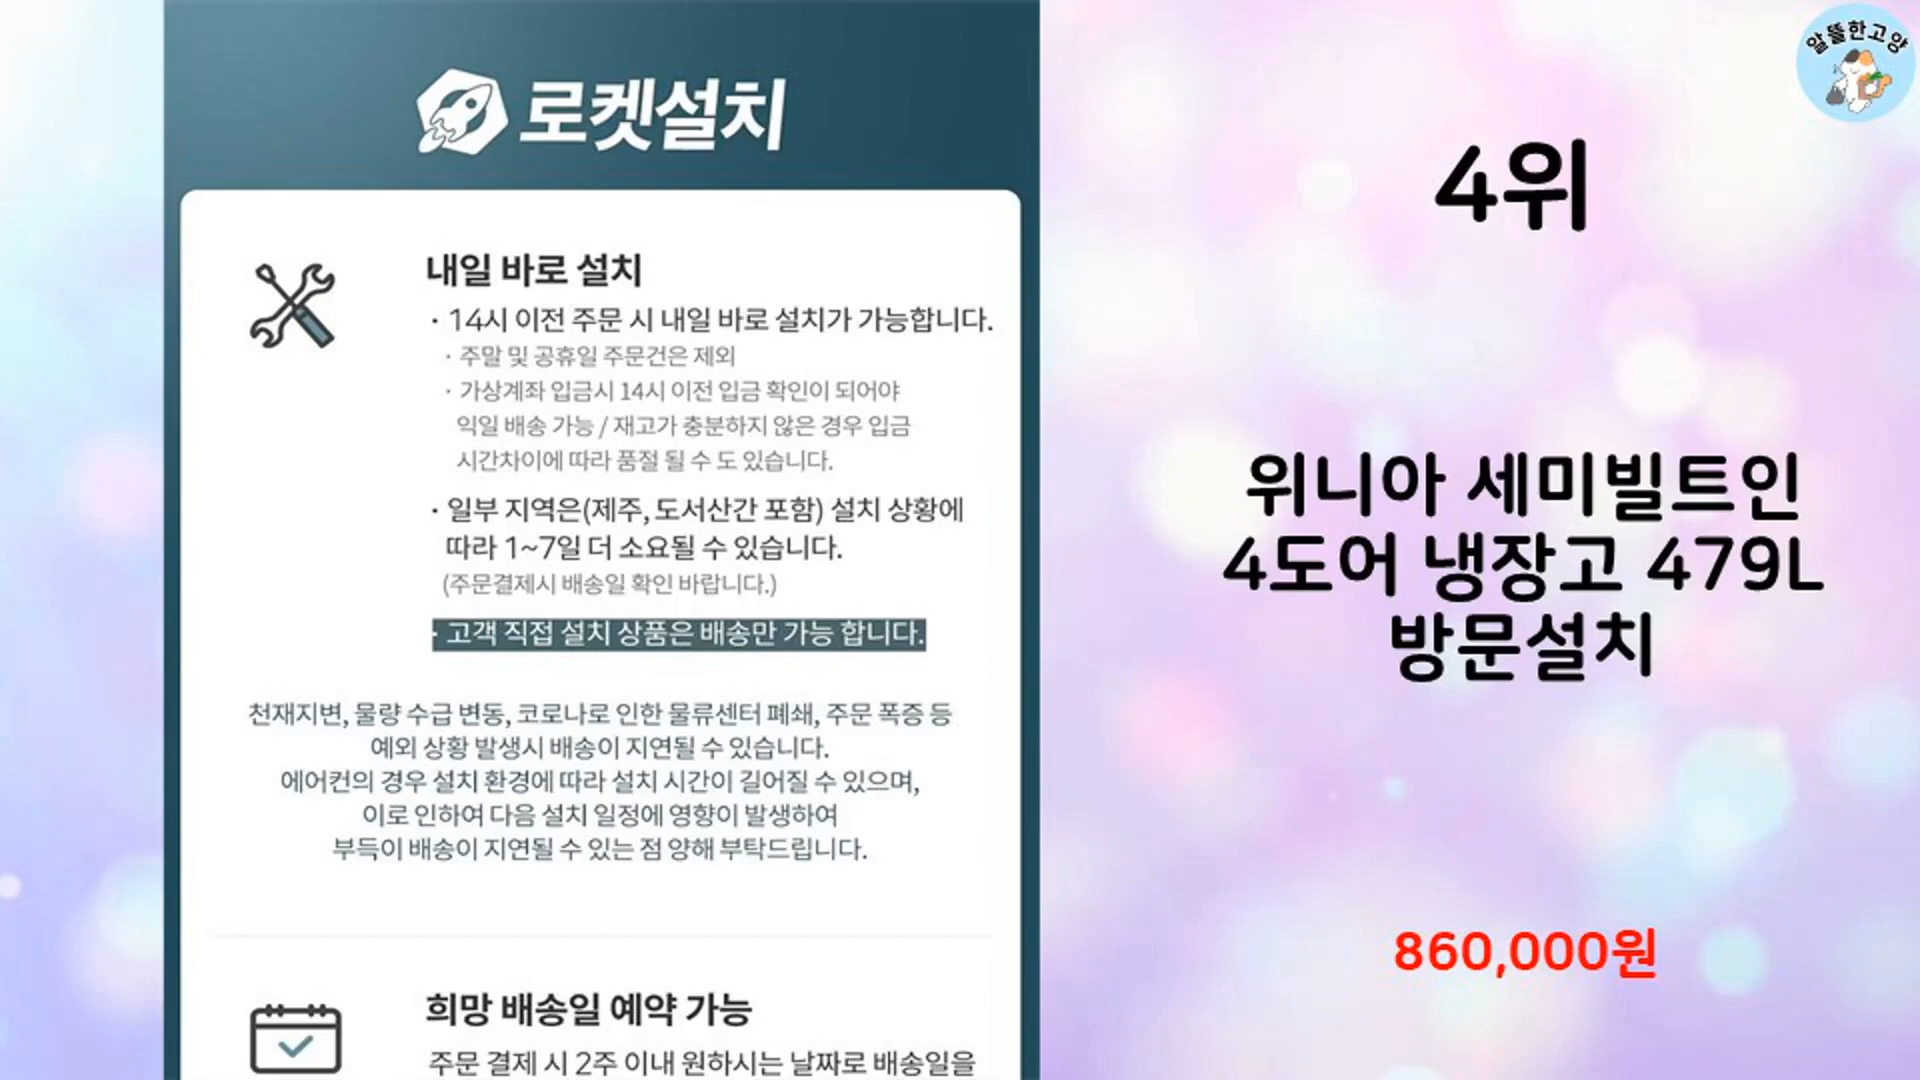 로켓설치
내일 바로 설치
· 14시 이전 주문 시 내일 바로 설치가 가능합니다.
· 주말 및 공휴일 주문건은 제외
· 가상계좌 입금시 14시 이전 입금 확인이 되어야
익일 배송 가능 / 재고가 충분하지 않은 경우 입금
시간차이에 따라 품절 될 수 도 있습니다.
· 일부 지역은(제주, 도서산간 포함) 설치 상황에
따라 1~7일 더 소요될 수 있습니다.
(주문결제시 배송일 확인 바랍니다.)
· 고객 직접 설치 상품은 배송만 가능 합니다.
천재지변, 물량 수급 변동, 코로나로 인한 물류센터 폐쇄, 주문 폭증 등
예외 상황 발생시 배송이 지연될 수 있습니다.
에어컨의 경우 설치 환경에 따라 설치 시간이 길어질 수 있으며,
이로 인하여 다음 설치 일정에 영향이 발생하여
부득이 배송이 지연될 수 있는 점 양해 부탁드립니다.
희망 배송일 예약 가능
주문 결제 시 2주 이내 원하시는 날짜로 배송일을
알뜰한고양
4위
위니아 세미빌트인
4도어 냉장고 479L
방문설치
860,000원